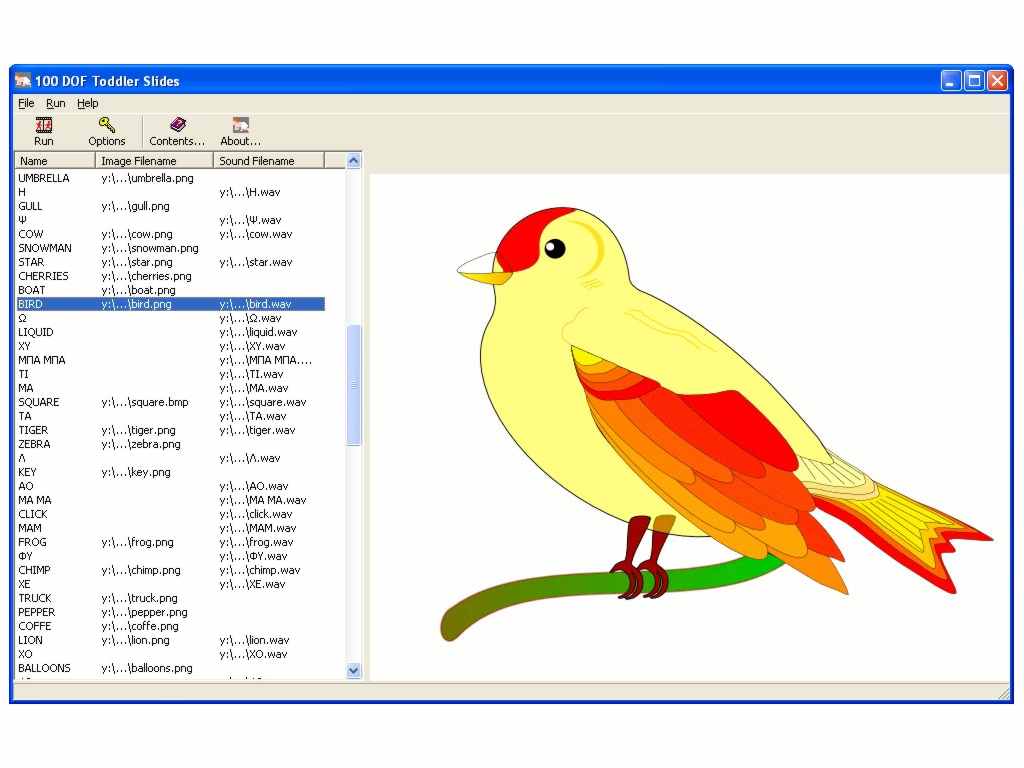 100 DOF Toddler Slides
File Run Help
Run Options Contents... About...
Name Image Filename Sound Filename
UMBRELLA y:\...\umbrella.png
H y:\...\H.wav
GULL y:\...\gull.png
Ψ y:\...\Ψ.wav
COW y:\...\cow.png y:\...\cow.wav
SNOWMAN y:\...\snowman.png
STAR y:\...\star.png y:\...\star.wav
CHERRIES y:\...\cherries.png
BOAT y:\...\boat.png
BIRD y:\...\bird.png y:\...\bird.wav
Ω y:\...\Ω.wav
LIQUID y:\...\liquid.wav
XY y:\...\XY.wav
ΜΠΑ ΜΠΑ y:\...\ΜΠΑ ΜΠΑ....
TI y:\...\TI.wav
MA y:\...\MA.wav
SQUARE y:\...\square.bmp y:\...\square.wav
TA y:\...\TA.wav
TIGER y:\...\tiger.png y:\...\tiger.wav
ZEBRA y:\...\zebra.png
Λ y:\...\Λ.wav
KEY y:\...\key.png
AO y:\...\AO.wav
MA MA y:\...\MA MA.wav
CLICK y:\...\click.wav
MAM y:\...\MAM.wav
FROG y:\...\frog.png y:\...\frog.wav
ΦΥ y:\...\ΦΥ.wav
CHIMP y:\...\chimp.png y:\...\chimp.wav
XE y:\...\XE.wav
TRUCK y:\...\truck.png
PEPPER y:\...\pepper.png
COFFE y:\...\coffe.png
LION y:\...\lion.png y:\...\lion.wav
XO y:\...\XO.wav
BALLOONS y:\...\balloons.png